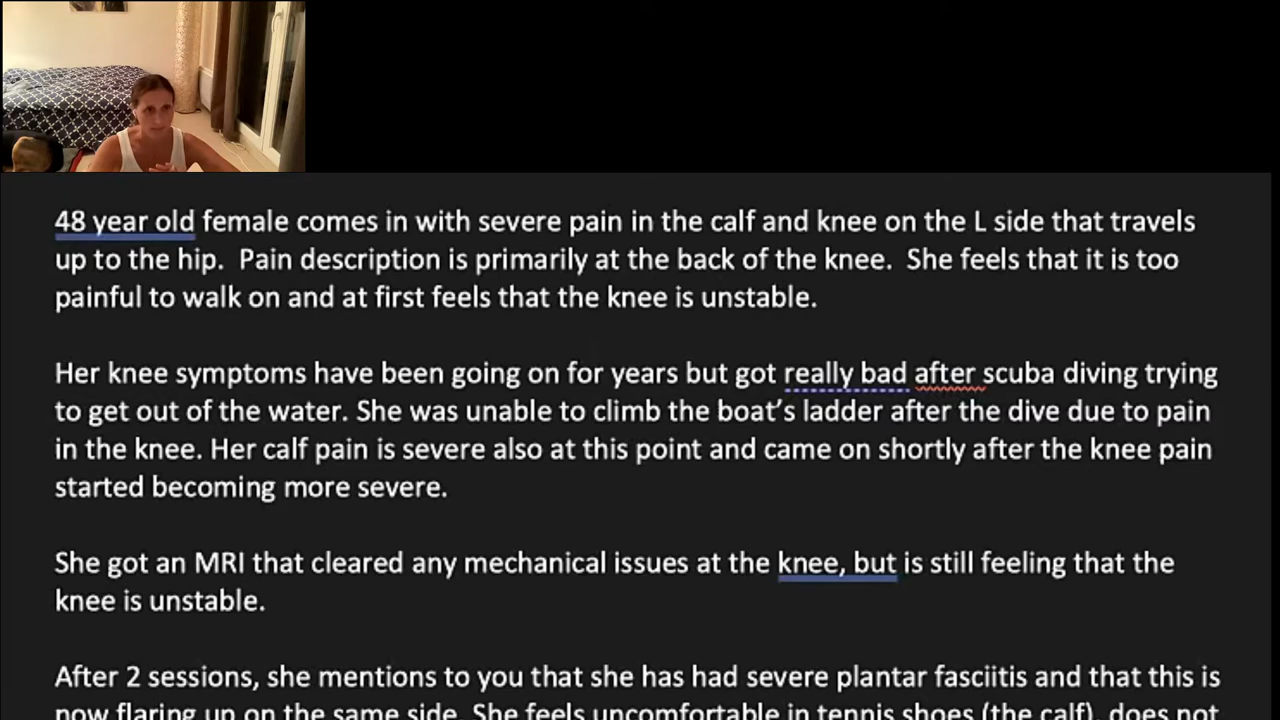 48 year old female comes in with severe pain in the calf and knee on the L side that travels
up to the hip.  Pain description is primarily at the back of the knee.  She feels that it is too
painful to walk on and at first feels that the knee is unstable.
Her knee symptoms have been going on for years but got really bad after scuba diving trying
to get out of the water. She was unable to climb the boat’s ladder after the dive due to pain
in the knee. Her calf pain is severe also at this point and came on shortly after the knee pain
started becoming more severe.
She got an MRI that cleared any mechanical issues at the knee, but is still feeling that the
knee is unstable.
After 2 sessions, she mentions to you that she has had severe plantar fasciitis and that this is
now flaring up on the same side. She feels uncomfortable in tennis shoes (the calf), does not